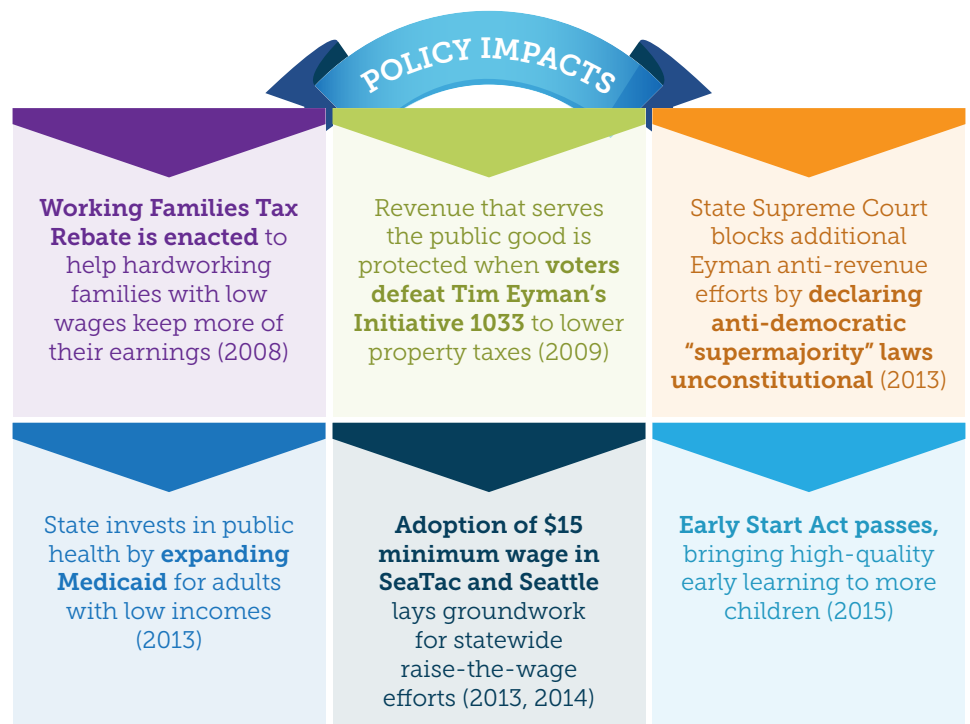 POLICY IMPACTS
Working Families Tax
Rebate is enacted to
help hardworking
families with low
wages keep more of
their earnings (2008)
Revenue that serves
the public good is
protected when voters
defeat Tim Eyman’s
Initiative 1033 to lower
property taxes (2009)
State Supreme Court
blocks additional
Eyman anti-revenue
efforts by declaring
anti-democratic
“supermajority” laws
unconstitutional (2013)
State invests in public
health by expanding
Medicaid for adults
with low incomes
(2013)
Adoption of $15
minimum wage in
SeaTac and Seattle
lays groundwork
for statewide
raise-the-wage
efforts (2013, 2014)
Early Start Act passes,
bringing high-quality
early learning to more
children (2015)